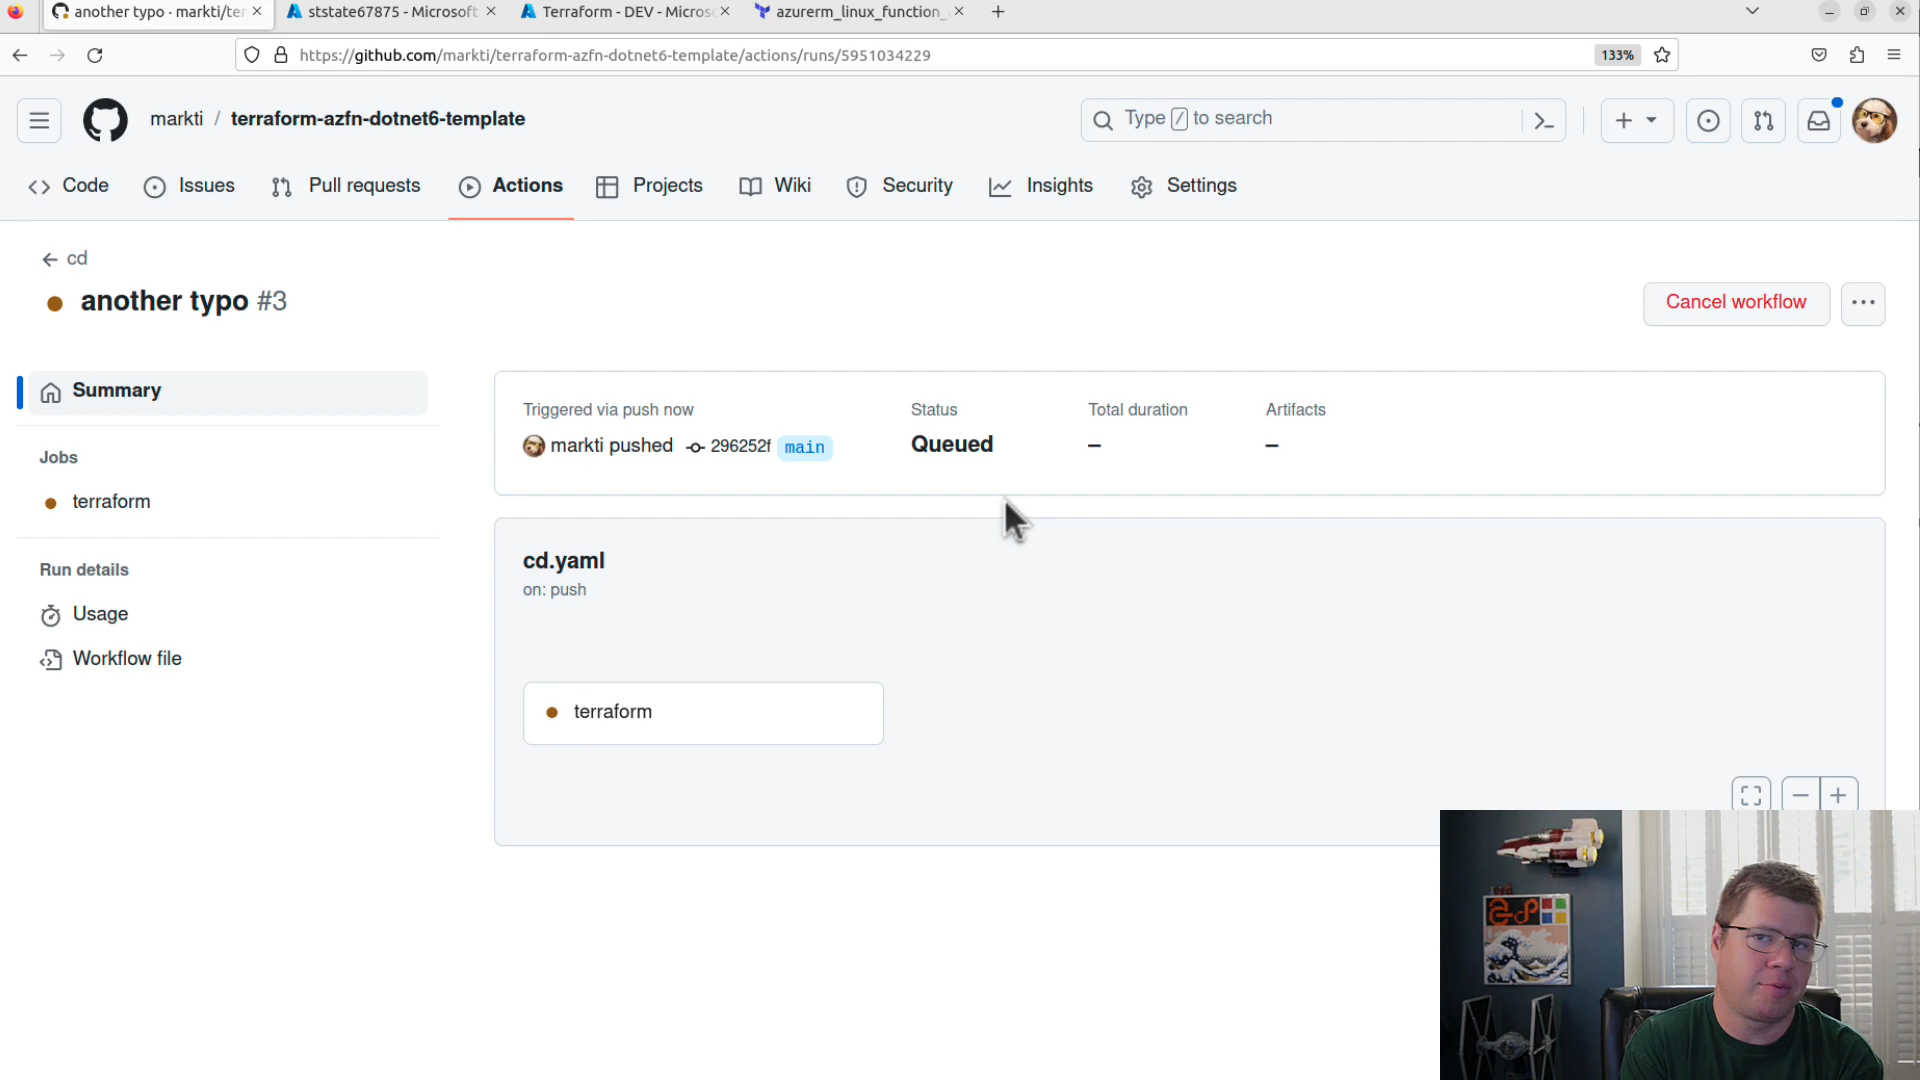 another typo · markti/ter
ststate67875 - Microsoft
Terraform - DEV - Micros
azurerm_linux_function_
https://github.com/markti/terraform-azfn-dotnet6-template/actions/runs/5951034229
133%
markti / terraform-azfn-dotnet6-template
Type / to search
Code
Issues
Pull requests
Actions
Projects
Wiki
Security
Insights
Settings
cd
another typo #3
Cancel workflow
Summary
Jobs
terraform
Run details
Usage
Workflow file
Triggered via push now
markti pushed 296252f main
Status
Queued
Total duration
–
Artifacts
–
cd.yaml
on: push
terraform